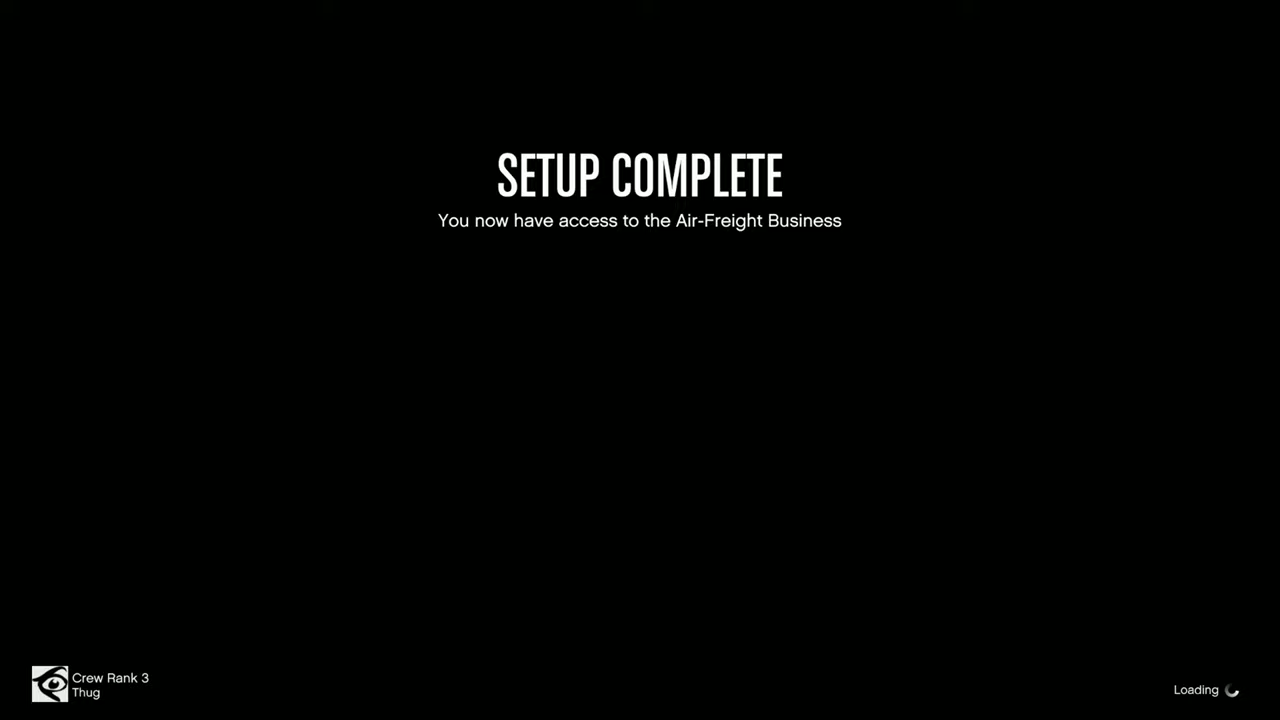 SETUP COMPLETE
You now have access to the Air-Freight Business
Crew Rank 3
Thug
Loading